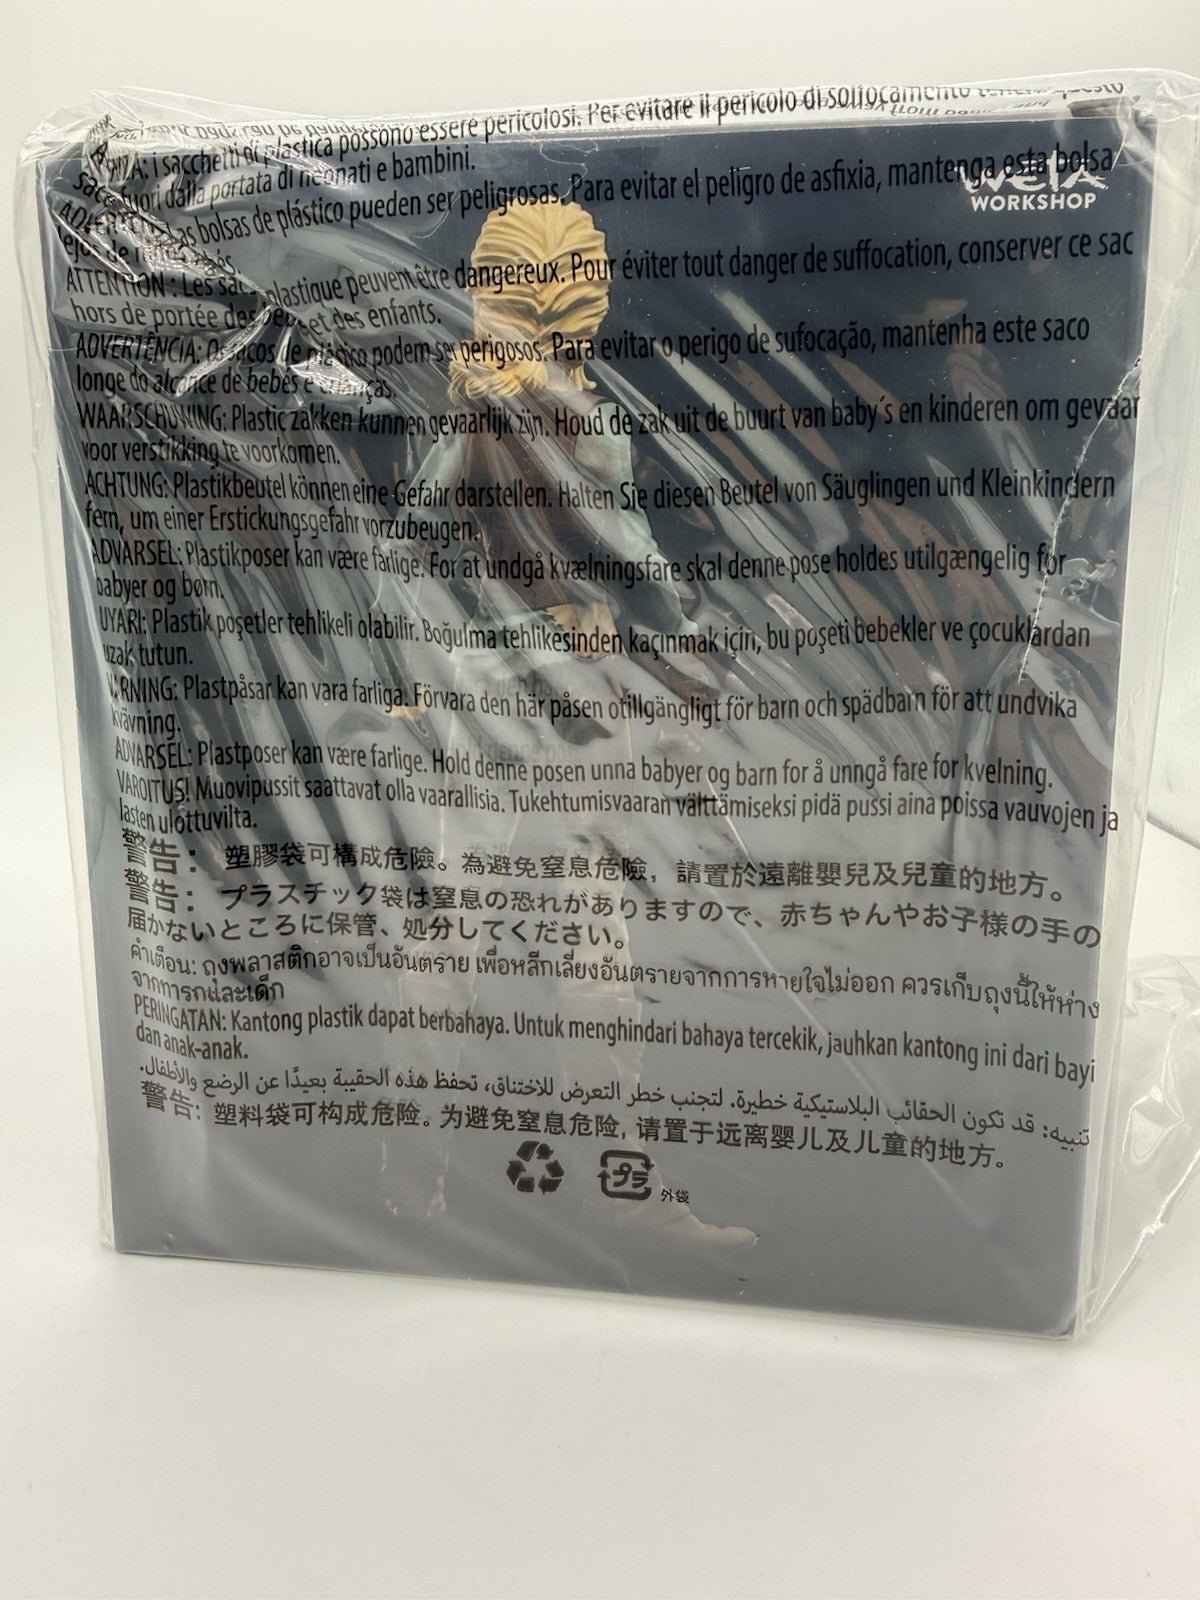 possono essere pericolosi. Per evitare il pericolo di soffocamento tenere questo
i sacchetti di plastica
fuori dalla portata di neonati e bambini.
Las bolsas de plástico pueden ser peligrosas. Para evitar el peligro de asfixia, mantenga esta bolsa
WETA
WORKSHOP
lejos de
ATTENTION : Les sacs plastique peuvent être dangereux. Pour éviter tout danger de suffocation, conserver ce sac
hors de portée des et des enfants.
ADVERTÊNCIA: Os sacos de plástico podem ser perigosos. Para evitar o perigo de sufocação, mantenha este saco
longe do alcance de bebés e crianças.
WAARSCHUWING: Plastic zakken kunnen gevaarlijk zijn. Houd de zak uit de buurt van baby´s en kinderen om gevaar
voor verstikking te voorkomen.
ACHTUNG: Plastikbeutel können eine Gefahr darstellen. Halten Sie diesen Beutel von Säuglingen und Kleinkindern
fern, um einer Erstickungsgefahr vorzubeugen.
ADVARSEL: Plastikposer kan være farlige. For at undgå kvælningsfare skal denne pose holdes utilgængelig for
babyer og børn.
UYARI: Plastik poşetler tehlikeli olabilir. Boğulma tehlikesinden kaçınmak için, bu poşeti bebekler ve çocuklardan
uzak tutun.
VARNING: Plastpåsar kan vara farliga. Förvara den här påsen otillgängligt för barn och spädbarn för att undvika
kvävning.
ADVARSEL: Plastposer kan være farlige. Hold denne posen unna babyer og barn for å unngå fare for kvelning.
VAROITUS! Muovipussit saattavat olla vaarallisia. Tukehtumisvaaran välttämiseksi pidä pussi aina poissa vauvojen ja
lasten ulottuvilta.
警告： 塑膠袋可構成危險。為避免窒息危險，請置於遠離嬰兒及兒童的地方。
警告： プラスチック袋は窒息の恐れがありますので、赤ちゃんやお子様の手の
届かないところに保管、処分してください。
คำเตือน: ถุงพลาสติกอาจเป็นอันตราย เพื่อหลีกเลี่ยงอันตรายจากการหายใจไม่ออก ควรเก็บถุงนี้ให้ห่าง
จากทารกและเด็ก
PERINGATAN: Kantong plastik dapat berbahaya. Untuk menghindari bahaya tercekik, jauhkan kantong ini dari bayi
dan anak-anak.
تنبيه: قد تكون الحقائب البلاستيكية خطيرة. لتجنب خطر التعرض للاختناق، تحفظ هذه الحقيبة بعيدًا عن الرضع والأطفال.
警告: 塑料袋可构成危险。为避免窒息危险, 请置于远离婴儿及儿童的地方。
プラ
外袋